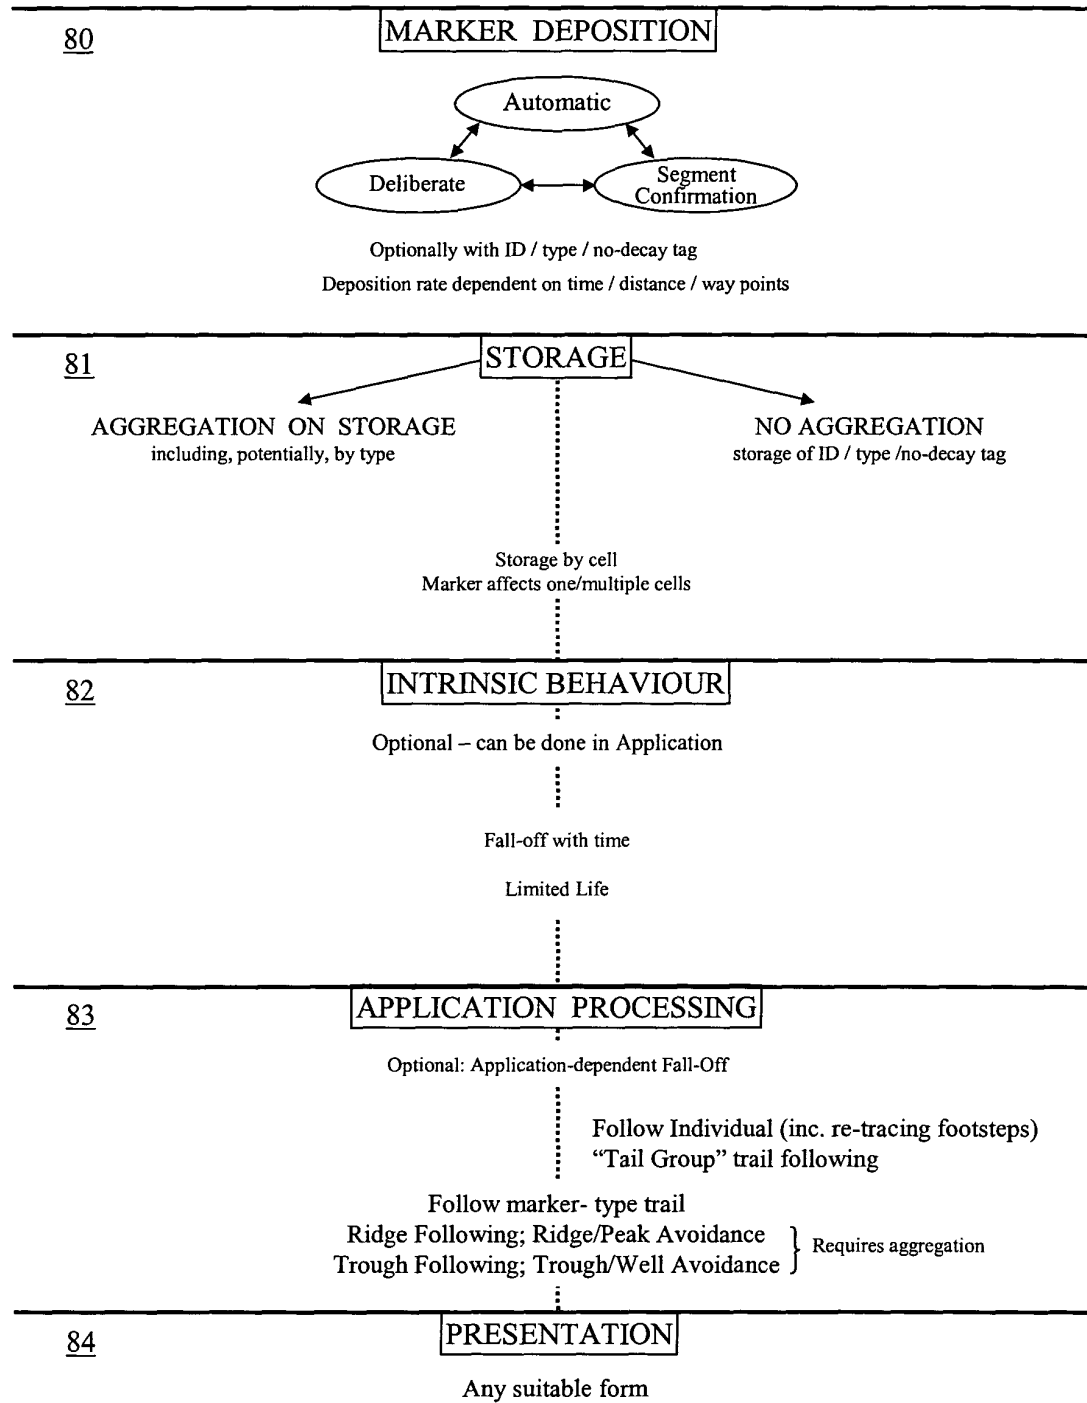 80
MARKER DEPOSITION
Automatic
Deliberate
Segment
Confirmation
Optionally with ID / type / no-decay tag
Deposition rate dependent on time / distance / way points
81
STORAGE
AGGREGATION ON STORAGE
including, potentially, by type
NO AGGREGATION
storage of ID / type /no-decay tag
Storage by cell
Marker affects one/multiple cells
82
INTRINSIC BEHAVIOUR
Optional – can be done in Application
Fall-off with time
Limited Life
83
APPLICATION PROCESSING
Optional: Application-dependent Fall-Off
Follow Individual (inc. re-tracing footsteps)
“Tail Group” trail following
Follow marker- type trail
Ridge Following; Ridge/Peak Avoidance
Trough Following; Trough/Well Avoidance
Requires aggregation
84
PRESENTATION
Any suitable form